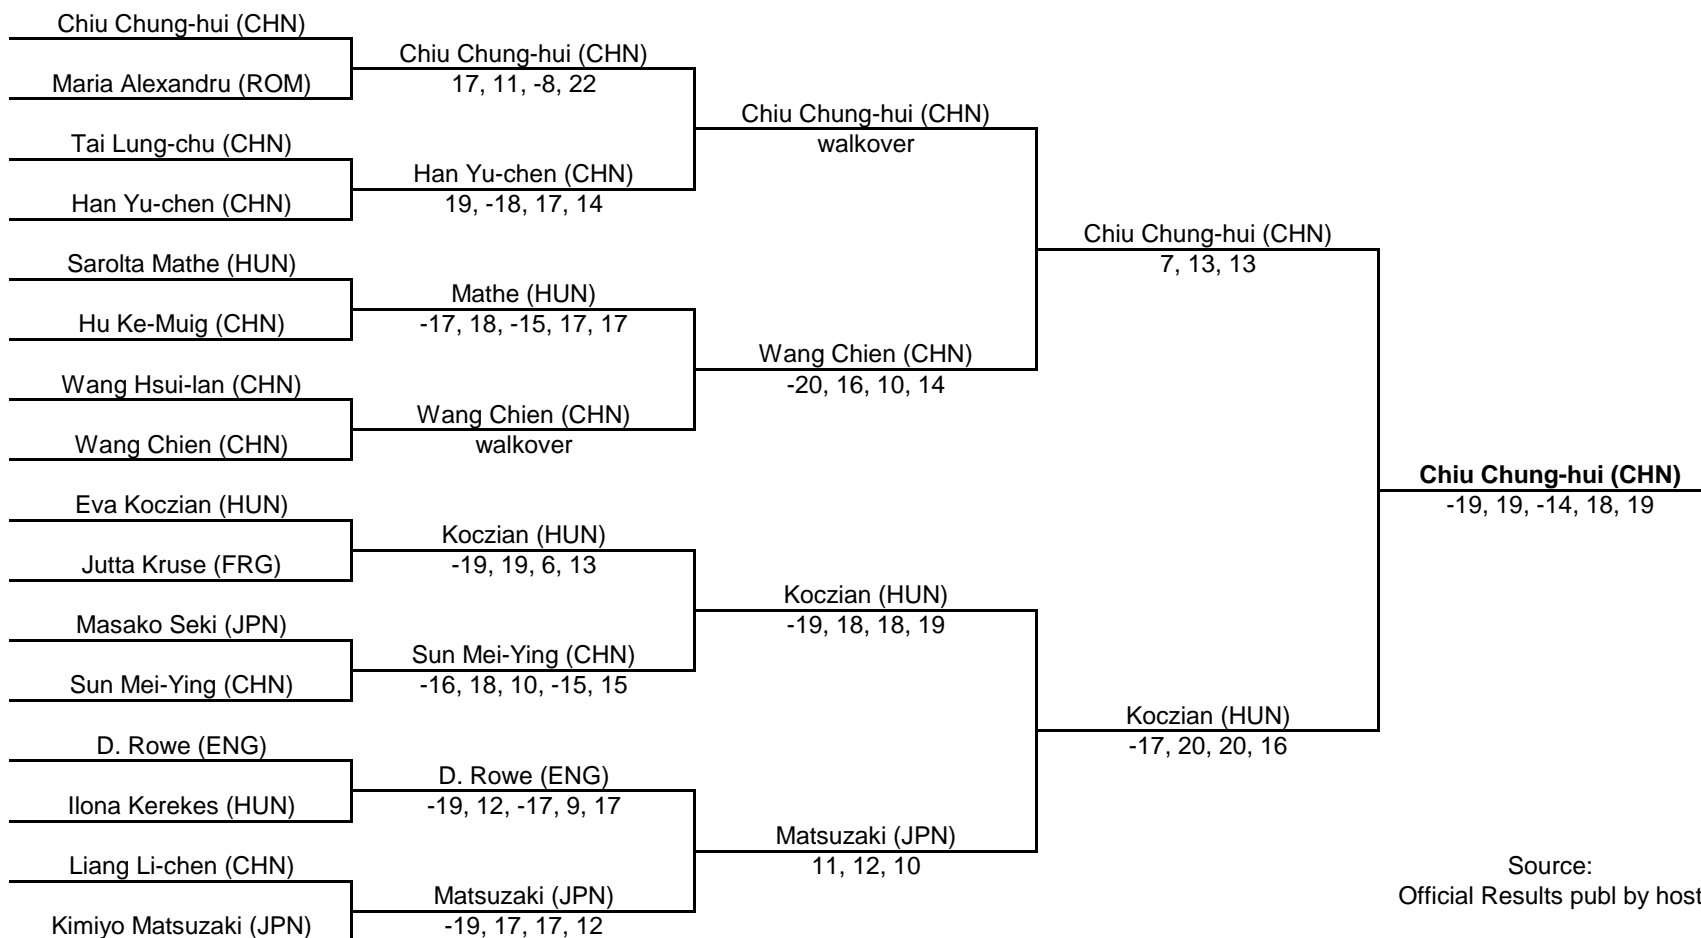 Chiu Chung-hui (CHN)
Maria Alexandru (ROM)
Tai Lung-chu (CHN)
Han Yu-chen (CHN)
Sarolta Mathe (HUN)
Hu Ke-Muig (CHN)
Wang Hsui-lan (CHN)
Wang Chien (CHN)
Eva Koczian (HUN)
Jutta Kruse (FRG)
Masako Seki (JPN)
Sun Mei-Ying (CHN)
D. Rowe (ENG)
Ilona Kerekes (HUN)
Liang Li-chen (CHN)
Kimiyo Matsuzaki (JPN)
Chiu Chung-hui (CHN)
17, 11, -8, 22
Han Yu-chen (CHN)
19, -18, 17, 14
Mathe (HUN)
-17, 18, -15, 17, 17
Wang Chien (CHN)
walkover
Koczian (HUN)
-19, 19, 6, 13
Sun Mei-Ying (CHN)
-16, 18, 10, -15, 15
D. Rowe (ENG)
-19, 12, -17, 9, 17
Matsuzaki (JPN)
-19, 17, 17, 12
Chiu Chung-hui (CHN)
walkover
Wang Chien (CHN)
-20, 16, 10, 14
Koczian (HUN)
-19, 18, 18, 19
Matsuzaki (JPN)
11, 12, 10
Chiu Chung-hui (CHN)
7, 13, 13
Koczian (HUN)
-17, 20, 20, 16
Chiu Chung-hui (CHN)
-19, 19, -14, 18, 19
Source:
Official Results publ by host